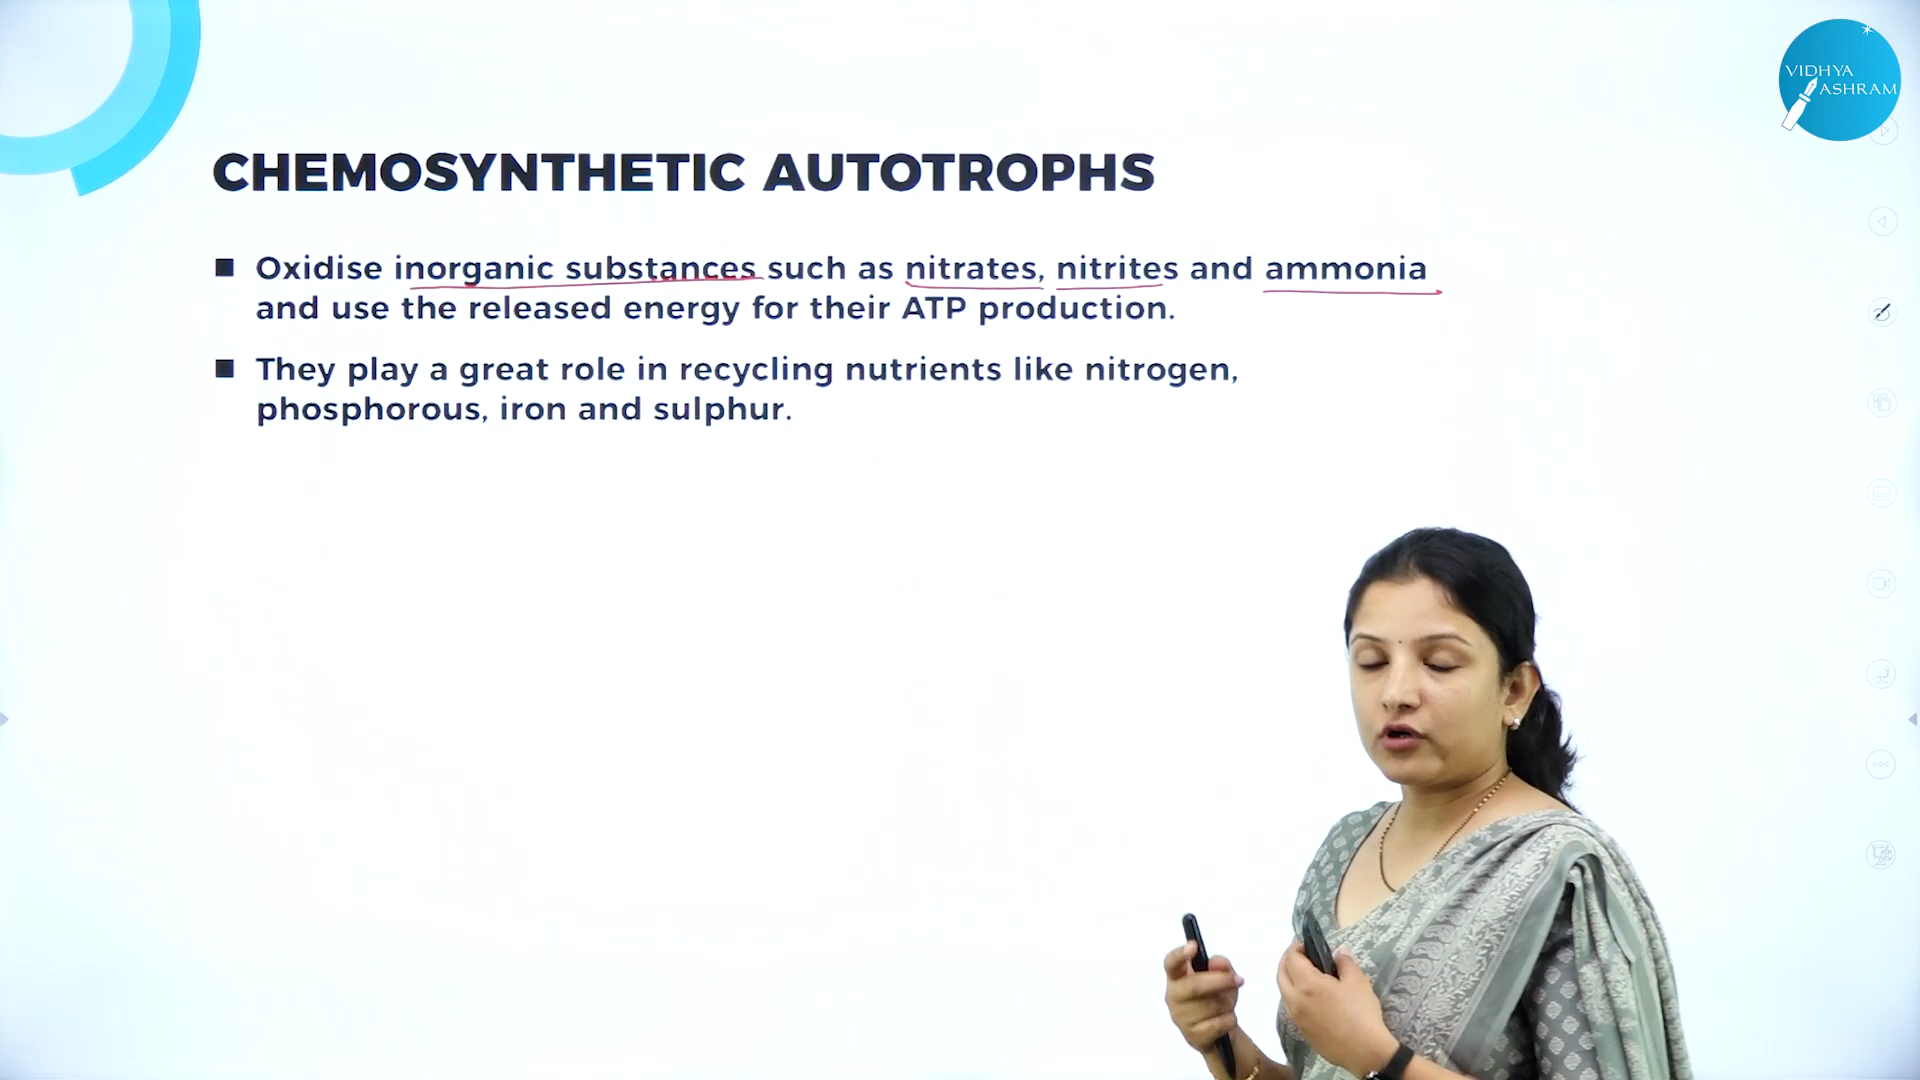 VIDHYA
ASHRAM
CHEMOSYNTHETIC AUTOTROPHS
Oxidise inorganic substances such as nitrates, nitrites and ammonia
and use the released energy for their ATP production.
They play a great role in recycling nutrients like nitrogen,
phosphorous, iron and sulphur.